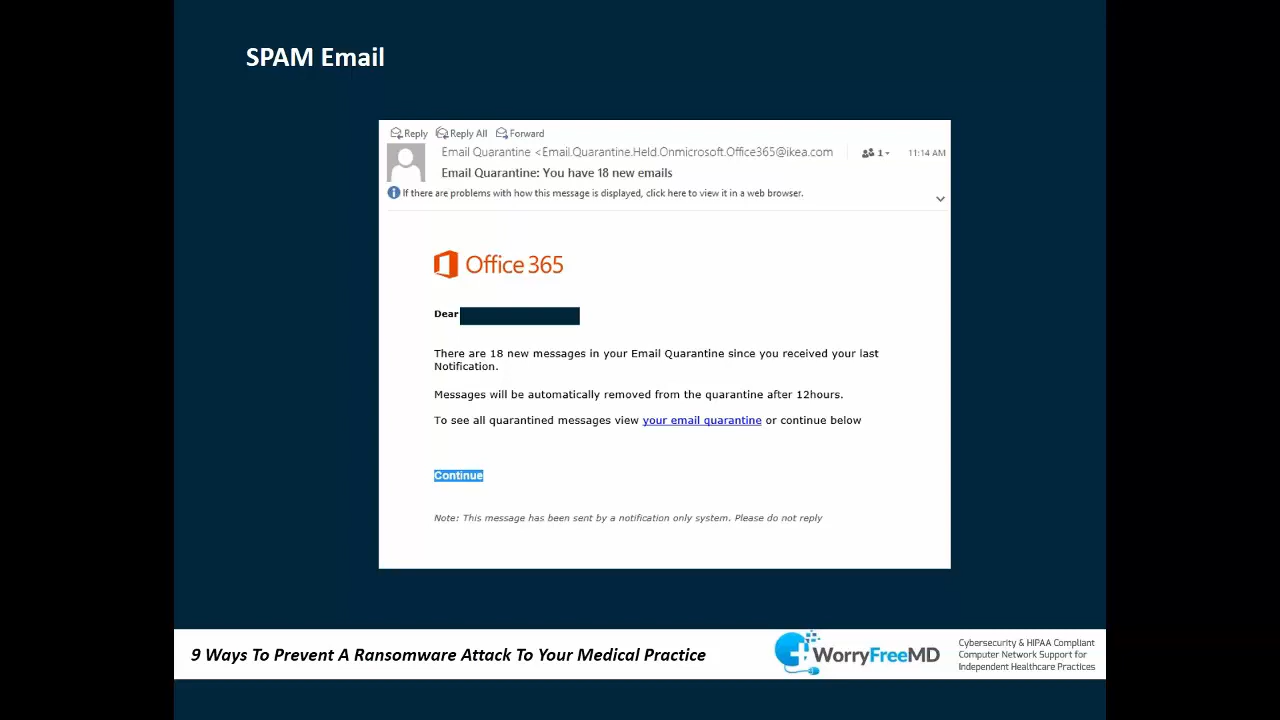 SPAM Email
Reply Reply All Forward
Email Quarantine <Email.Quarantine.Held.Onmicrosoft.Office365@ikea.com 1 11:14 AM
Email Quarantine: You have 18 new emails
If there are problems with how this message is displayed, click here to view it in a web browser.
Office 365
Dear
There are 18 new messages in your Email Quarantine since you received your last
Notification.
Messages will be automatically removed from the quarantine after 12hours.
To see all quarantined messages view your email quarantine or continue below
Continue
Note: This message has been sent by a notification only system. Please do not reply
9 Ways To Prevent A Ransomware Attack To Your Medical Practice
WorryFreeMD
Cybersecurity & HIPAA Compliant
Computer Network Support for
Independent Healthcare Practices